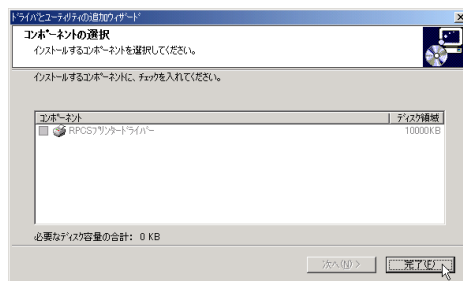 ﾄﾞﾗｲﾊﾞとﾕｰﾃｨﾘﾃｨの追加ｳｨｻﾞｰﾄﾞ
ｺﾝﾎﾟｰﾈﾝﾄの選択
ｲﾝｽﾄｰﾙするｺﾝﾎﾟｰﾈﾝﾄを選択してください。
ｲﾝｽﾄｰﾙするｺﾝﾎﾟｰﾈﾝﾄに、ﾁｪｯｸを入れてください。
ｺﾝﾎﾟｰﾈﾝﾄ ﾃﾞｨｽｸ領域
RPCSﾌﾟﾘﾝﾀｰﾄﾞﾗｲﾊﾞｰ 10000KB
必要なﾃﾞｨｽｸ容量の合計: 0 KB
次へ(N) > 完了(F)